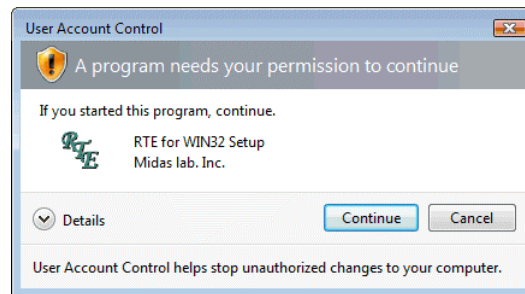 User Account Control
A program needs your permission to continue
If you started this program, continue.
RTE
RTE for WIN32 Setup
Midas lab. Inc.
Details
Continue
Cancel
User Account Control helps stop unauthorized changes to your computer.